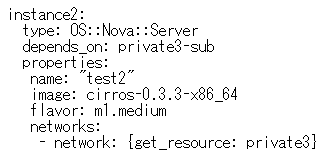 instance2:
  type: OS::Nova::Server
  depends_on: private3-sub
  properties:
    name: "test2"
    image: cirros-0.3.3-x86_64
    flavor: m1.medium
    networks:
      - network: {get_resource: private3}